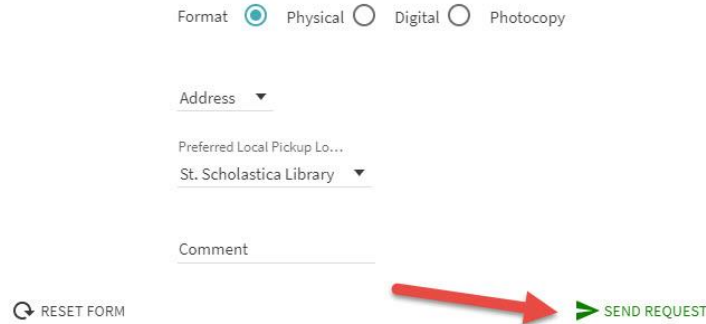 Format Physical Digital Photocopy
Address
Preferred Local Pickup Lo...
St. Scholastica Library
Comment
RESET FORM SEND REQUEST